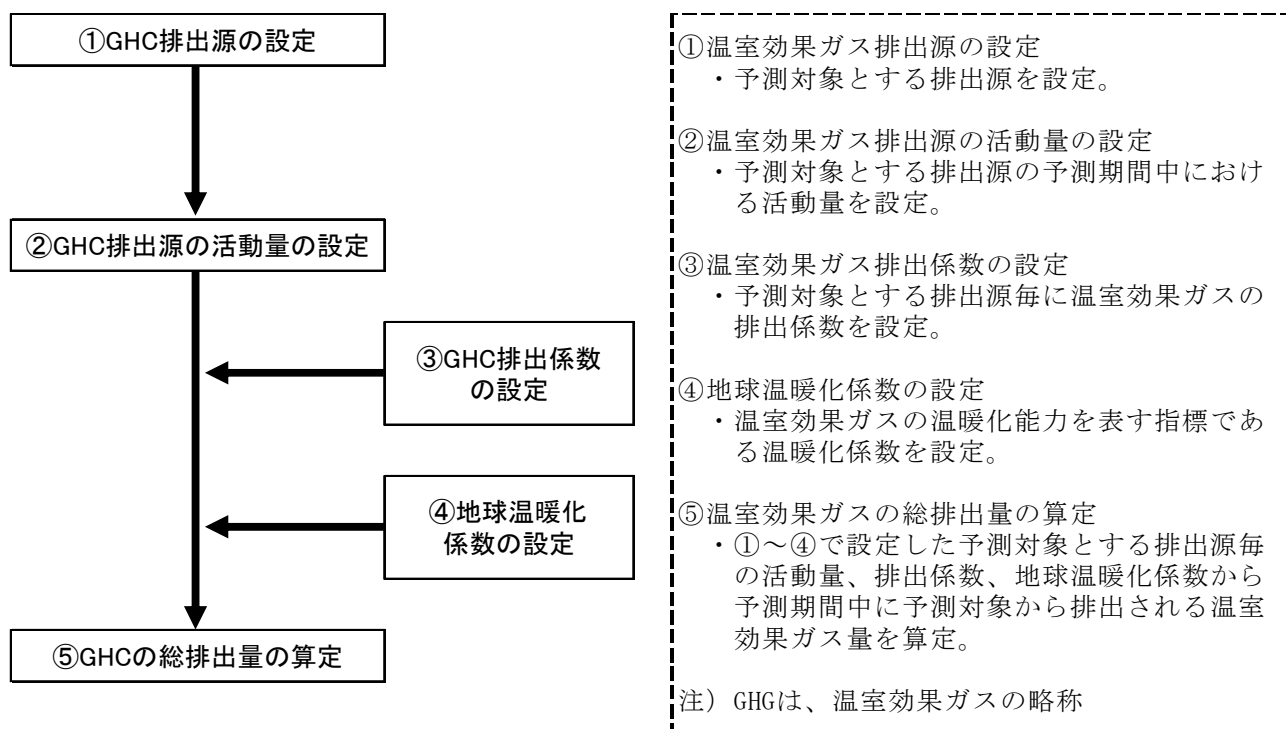 ①GHC排出源の設定
②GHC排出源の活動量の設定
③GHC排出係数
の設定
④地球温暖化
係数の設定
⑤GHCの総排出量の算定
①温室効果ガス排出源の設定
・予測対象とする排出源を設定。
②温室効果ガス排出源の活動量の設定
・予測対象とする排出源の予測期間中におけ
る活動量を設定。
③温室効果ガス排出係数の設定
・予測対象とする排出源毎に温室効果ガスの
排出係数を設定。
④地球温暖化係数の設定
・温室効果ガスの温暖化能力を表す指標であ
る温暖化係数を設定。
⑤温室効果ガスの総排出量の算定
・①～④で設定した予測対象とする排出源毎
の活動量、排出係数、地球温暖化係数から
予測期間中に予測対象から排出される温室
効果ガス量を算定。
注）GHGは、温室効果ガスの略称